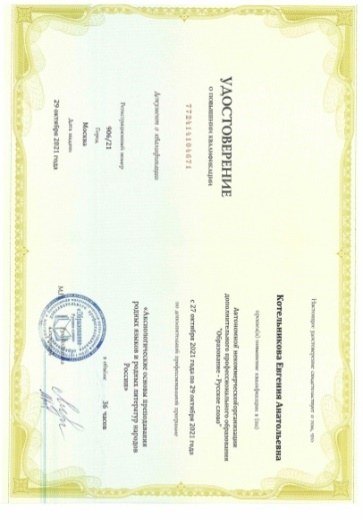 УДОСТОВЕРЕНИЕ
О ПОВЫШЕНИИ КВАЛИФИКАЦИИ
772414104671
Документ о квалификации
Регистрационный номер
906/21
Город
Москва
Дата выдачи
29 октября 2021 года
Настоящее удостоверение свидетельствует о том, что
Котельникова Евгения Анатольевна
прошел(а) повышение квалификации в (на)
Автономной некоммерческой организации
дополнительного профессионального образования
"Образование - Русское слово"
с 27 октября 2021 года по 29 октября 2021 года
по дополнительной профессиональной программе
«Аксиологические основы преподавания
родных языков и родных литератур народов
России»
в объёме 36 часов
М.П.